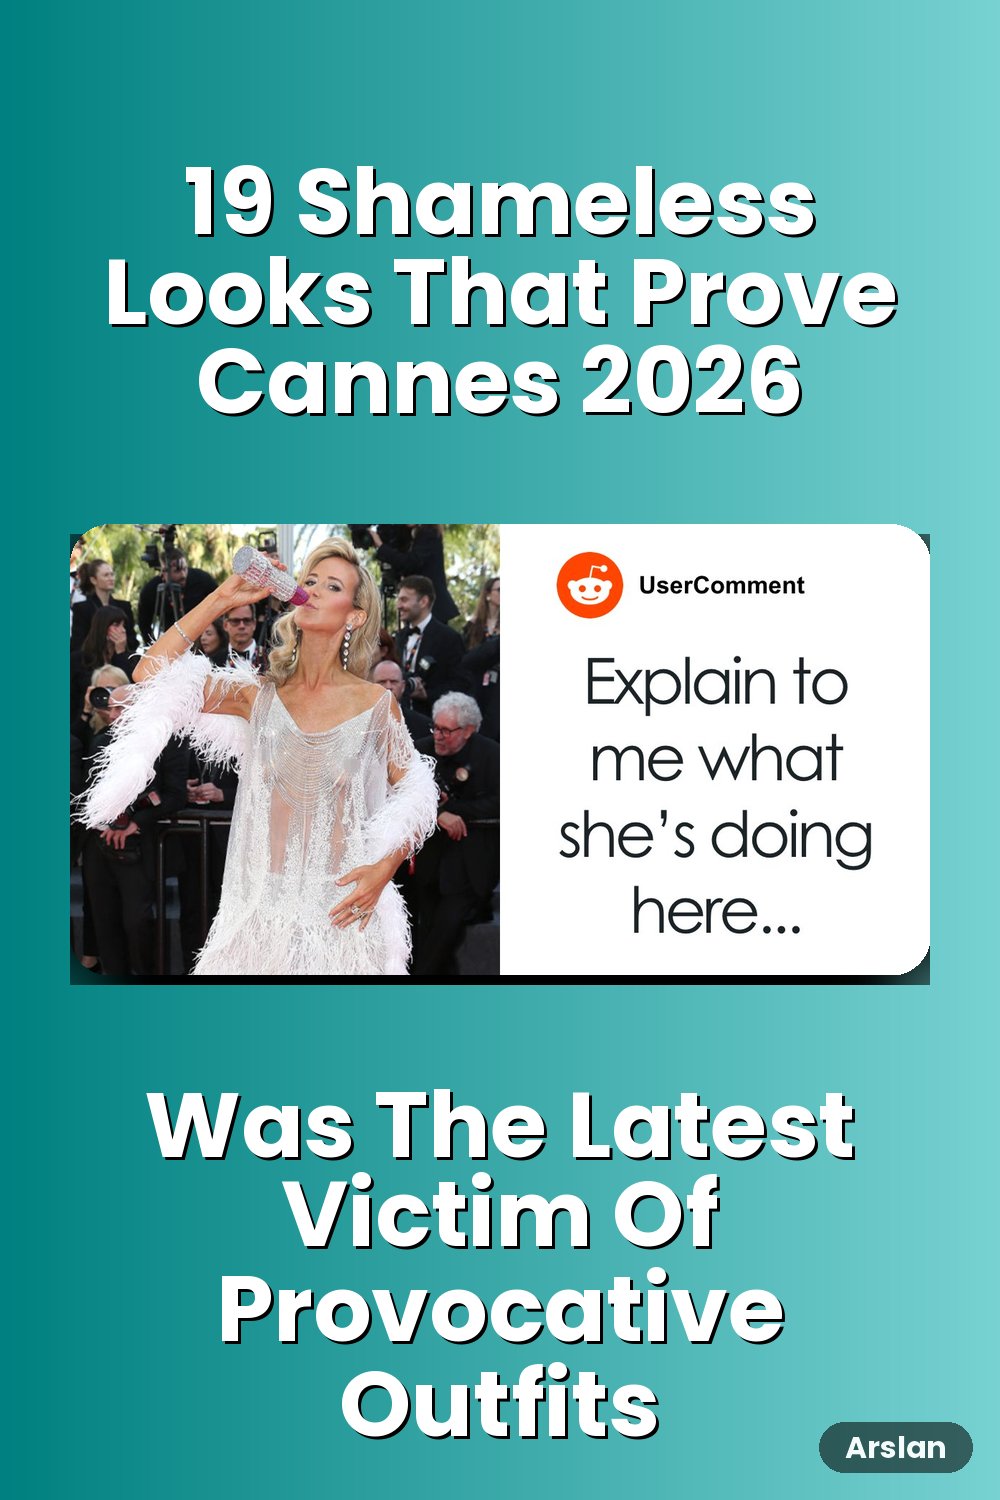 19 Shameless
Looks That Prove
Cannes 2026
UserComment
Explain to
me what
she's doing
here...
Was The Latest
Victim Of
Provocative
Outfits
Arslan